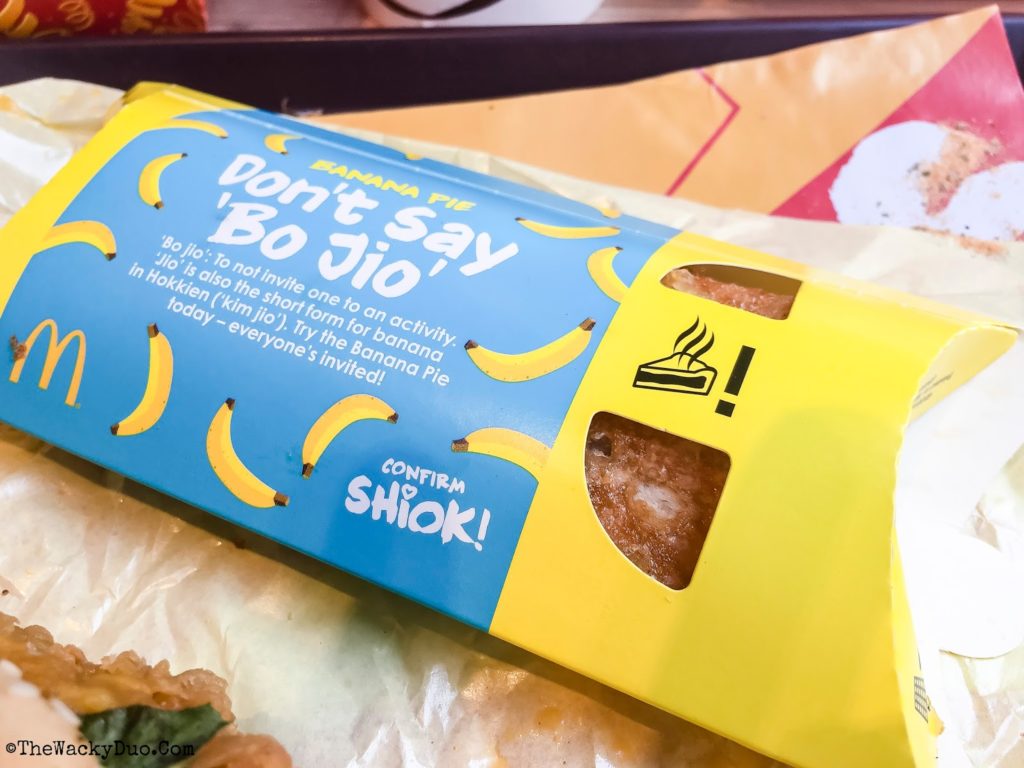 BANANA PIE
Don't say
'Bo Jio'
'Bo jio': To not invite one to an activity.
'Jio' is also the short form for banana
in Hokkien ('kim jio'). Try the Banana Pie
today – everyone's invited!
CONFIRM
SHIOK!
!
©TheWackyDuo.Com